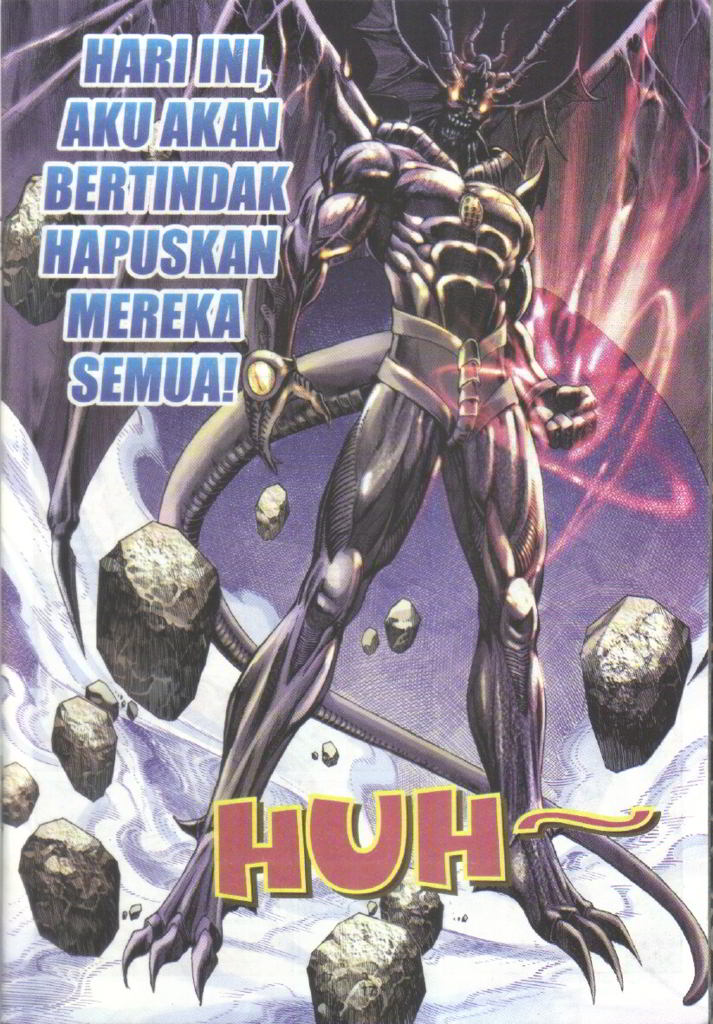 HARI INI,
AKU AKAN
BERTINDAK
HAPUSKAN
MEREKA
SEMUA!
HUH~